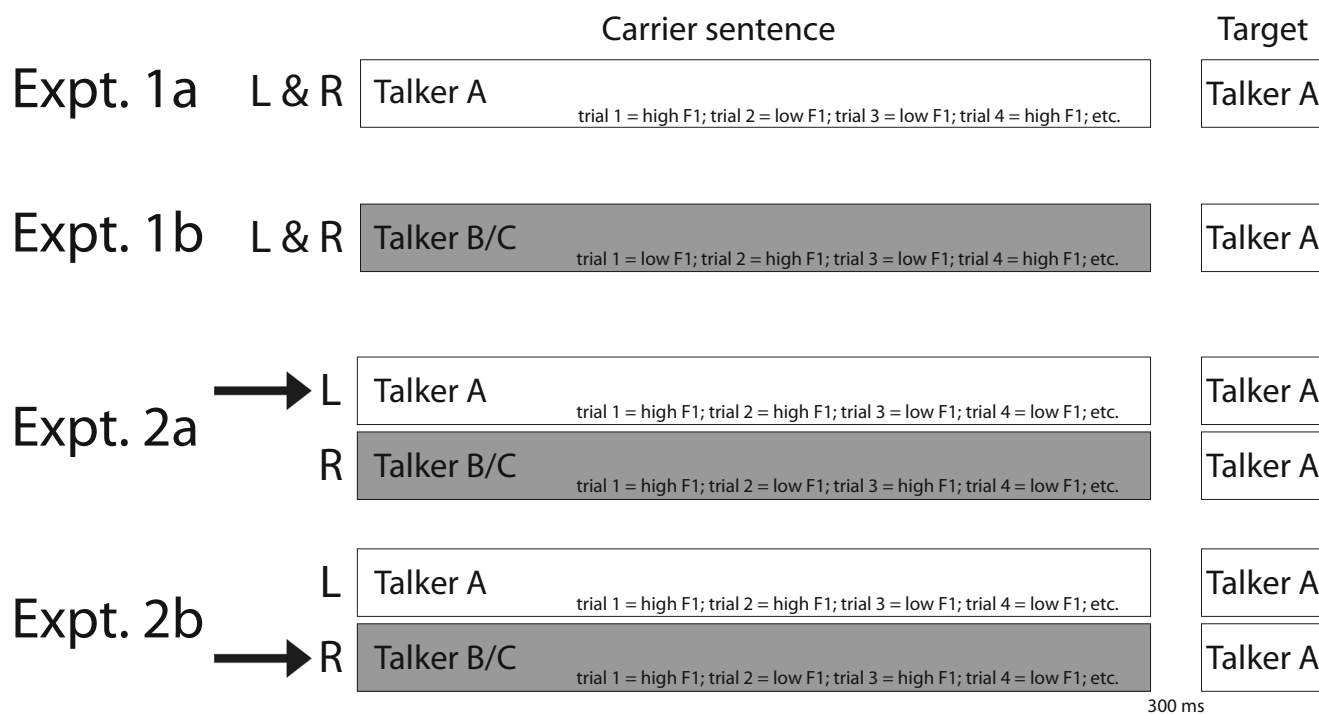 Carrier sentence Target
Expt. 1a L & R Talker A Talker A
trial 1 = high F1; trial 2 = low F1; trial 3 = low F1; trial 4 = high F1; etc.
Expt. 1b L & R Talker B/C Talker A
trial 1 = low F1; trial 2 = high F1; trial 3 = low F1; trial 4 = high F1; etc.
Expt. 2a
L Talker A Talker A
trial 1 = high F1; trial 2 = high F1; trial 3 = low F1; trial 4 = low F1; etc.
R Talker B/C Talker A
trial 1 = high F1; trial 2 = low F1; trial 3 = high F1; trial 4 = low F1; etc.
Expt. 2b
L Talker A Talker A
trial 1 = high F1; trial 2 = high F1; trial 3 = low F1; trial 4 = low F1; etc.
R Talker B/C Talker A
trial 1 = high F1; trial 2 = low F1; trial 3 = high F1; trial 4 = low F1; etc.
300 ms